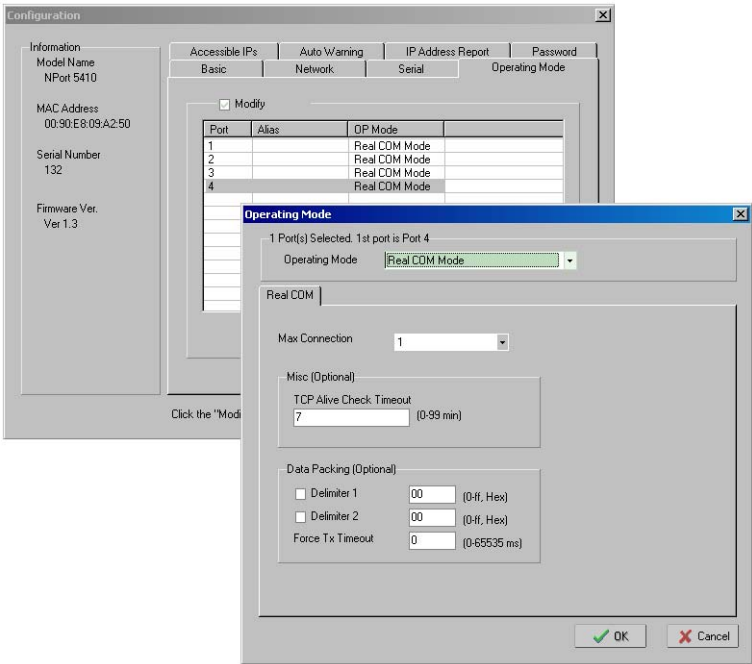 Configuration
Information
Model Name
NPort 5410
MAC Address
00:90:E8:09:A2:50
Serial Number
132
Firmware Ver.
Ver 1.3
Accessible IPs Auto Warning IP Address Report Password
Basic Network Serial Operating Mode
Modify
Port Alias OP Mode
1 Real COM Mode
2 Real COM Mode
3 Real COM Mode
4 Real COM Mode
Click the "Modi
Operating Mode
1 Port(s) Selected. 1st port is Port 4
Operating Mode Real COM Mode
Real COM
Max Connection 1
Misc (Optional)
TCP Alive Check Timeout
7 (0-99 min)
Data Packing (Optional)
Delimiter 1 00 (0-ff, Hex)
Delimiter 2 00 (0-ff, Hex)
Force Tx Timeout 0 (0-65535 ms)
OK Cancel